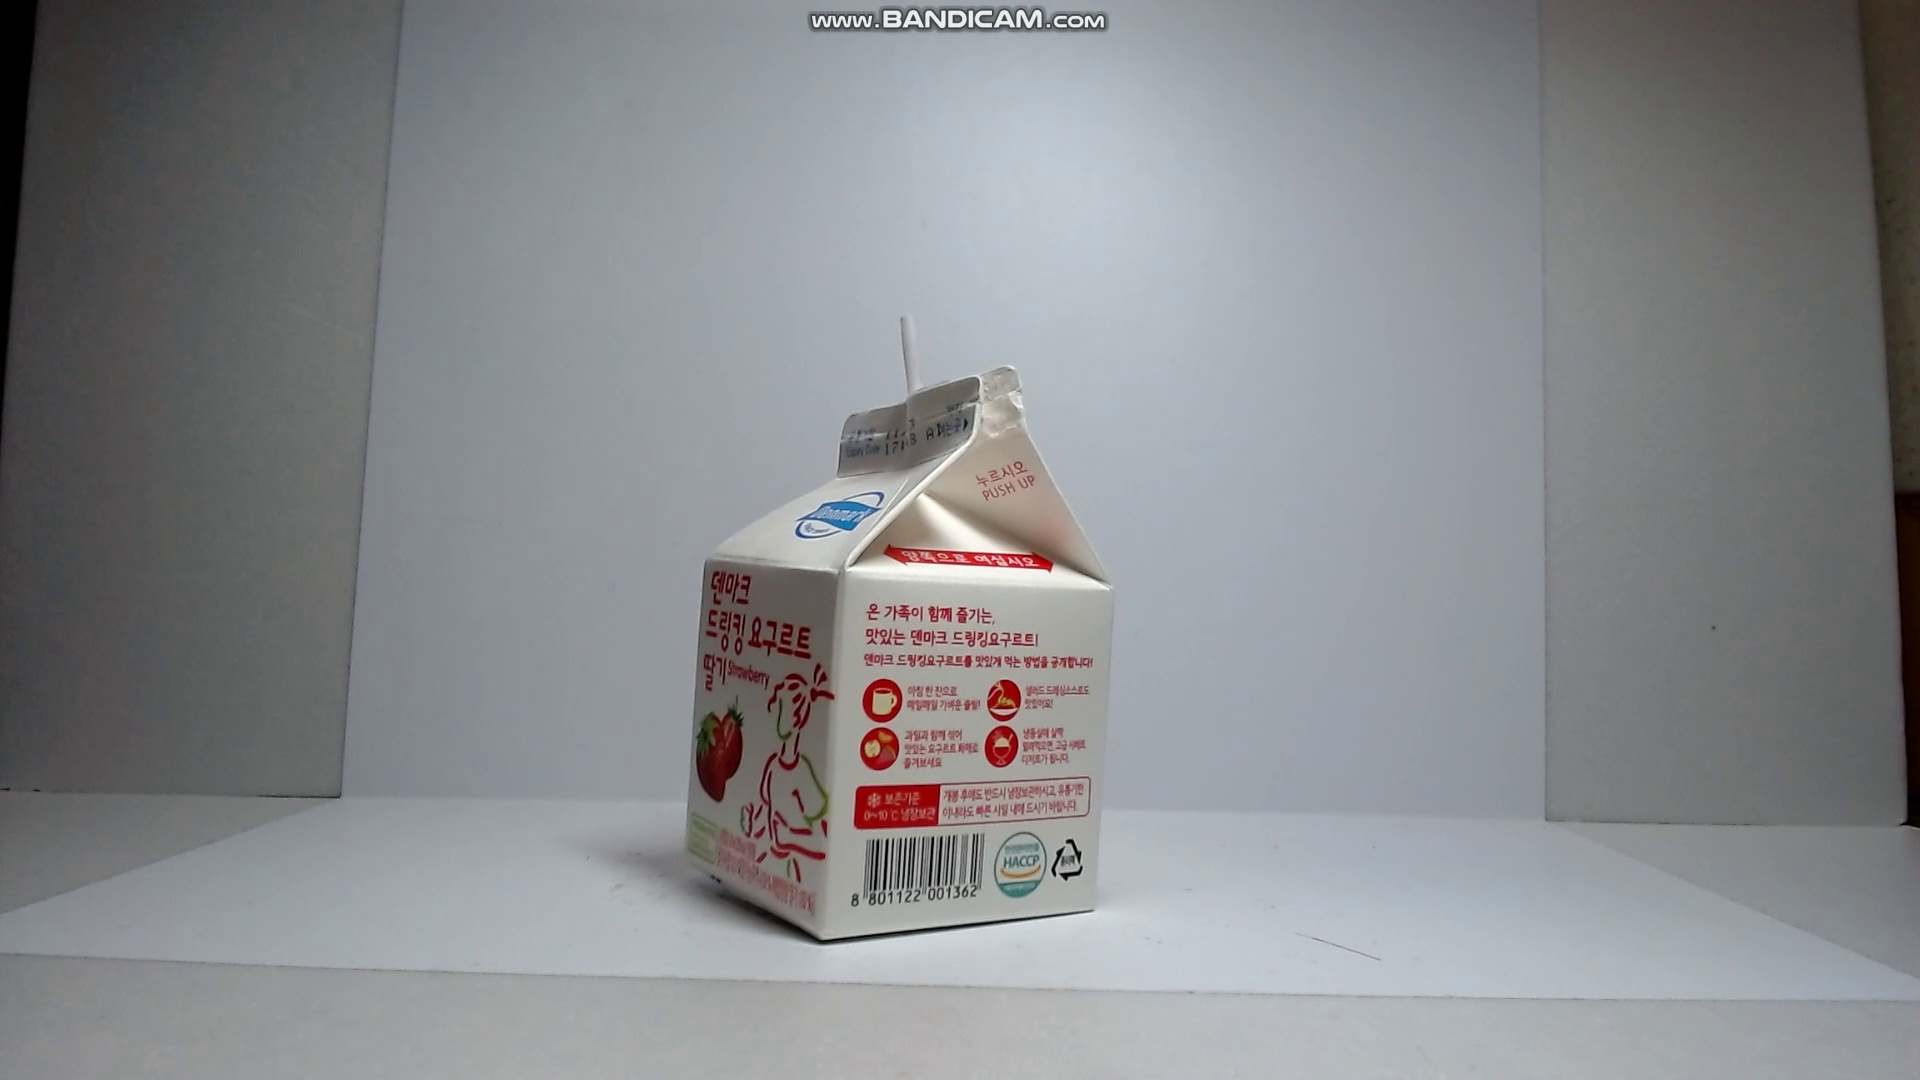 www.BANDICAM.com
Expiry Date
누르시오
PUSH UP
Denmark
양쪽으로 여십시오
덴마크
드링킹 요구르트
딸기 Strawberry
온 가족이 함께 즐기는,
맛있는 덴마크 드링킹요구르트!
덴마크 드링킹요구르트를 맛있게 먹는 방법을 공개합니다!
아침 한 잔으로
매일매일 가벼운 출발!
샐러드 드레싱소스로도
맛있어요!
과일과 함께 섞어
맛있는 요구르트 화채로
즐겨보세요
냉동실에 살짝
얼려먹으면, 고급 샤베트
디저트가 됩니다.
보존기준
0~10℃ 냉장보관
개봉 후에도 반드시 냉장보관하시고, 유통기한
이내라도 빠른 시일 내에 드시기 바랍니다.
8 801122 001362
HACCP
종이팩